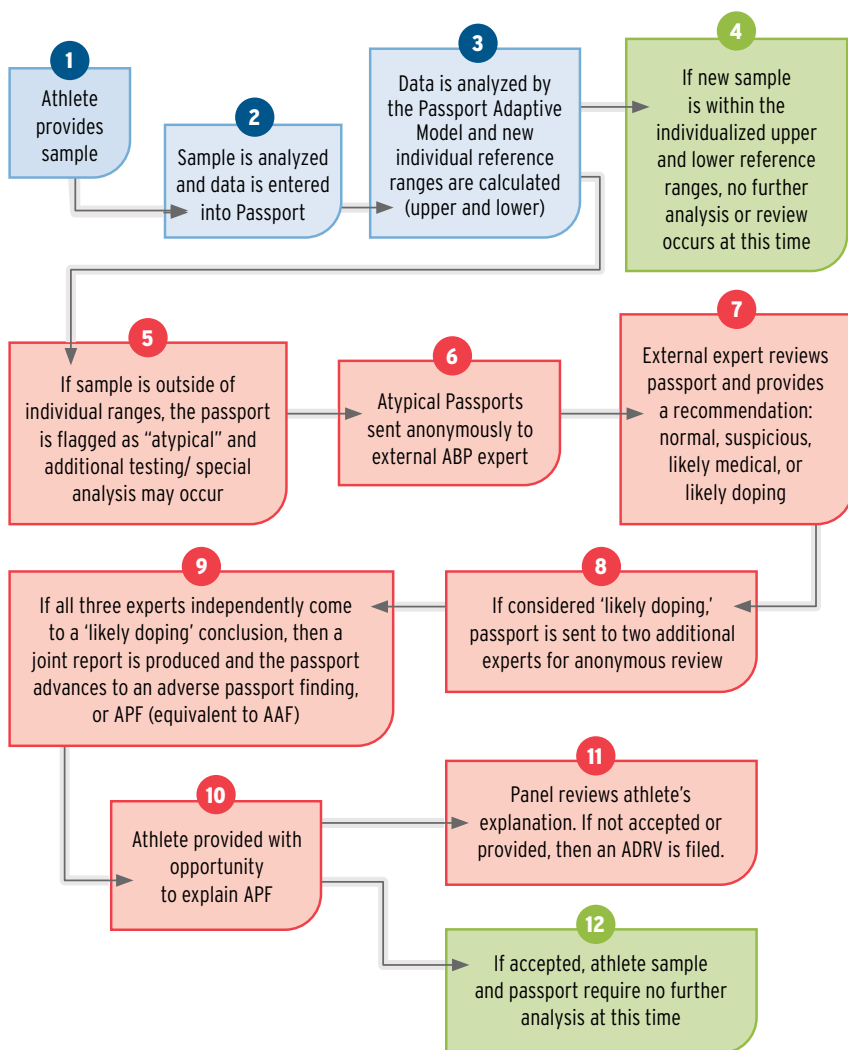 1
Athlete
provides
sample
2
Sample is analyzed
and data is entered
into Passport
3
Data is analyzed by
the Passport Adaptive
Model and new
individual reference
ranges are calculated
(upper and lower)
4
If new sample
is within the
individualized upper
and lower reference
ranges, no further
analysis or review
occurs at this time
5
If sample is outside of
individual ranges, the passport
is flagged as “atypical” and
additional testing/ special
analysis may occur
6
Atypical Passports
sent anonymously to
external ABP expert
7
External expert reviews
passport and provides
a recommendation:
normal, suspicious,
likely medical, or
likely doping
8
If considered ‘likely doping,’
passport is sent to two additional
experts for anonymous review
9
If all three experts independently come
to a ‘likely doping’ conclusion, then a
joint report is produced and the passport
advances to an adverse passport finding,
or APF (equivalent to AAF)
10
Athlete provided with
opportunity
to explain APF
11
Panel reviews athlete’s
explanation. If not accepted or
provided, then an ADRV is filed.
12
If accepted, athlete sample
and passport require no further
analysis at this time